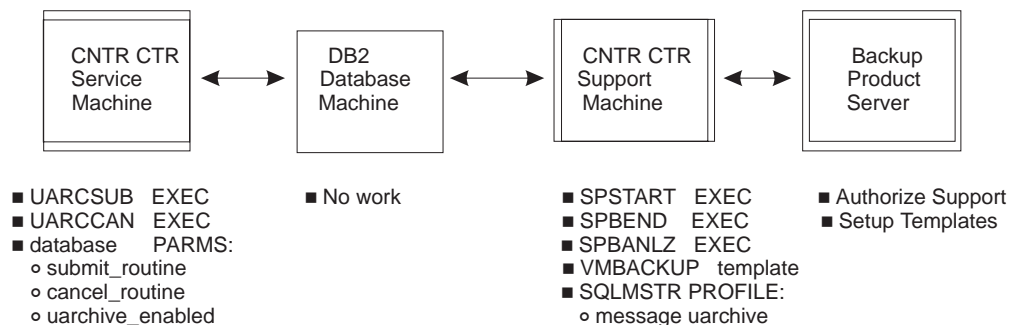 CNTR CTR
Service
Machine
DB2
Database
Machine
CNTR CTR
Support
Machine
Backup
Product
Server
■ UARCSUB EXEC
■ UARCCAN EXEC
■ database PARMS:
o submit_routine
o cancel_routine
o uarchive_enabled
■ No work
■ SPSTART EXEC
■ SPBEND EXEC
■ SPBANLZ EXEC
■ VMBACKUP template
■ SQLMSTR PROFILE:
o message uarchive
■ Authorize Support
■ Setup Templates